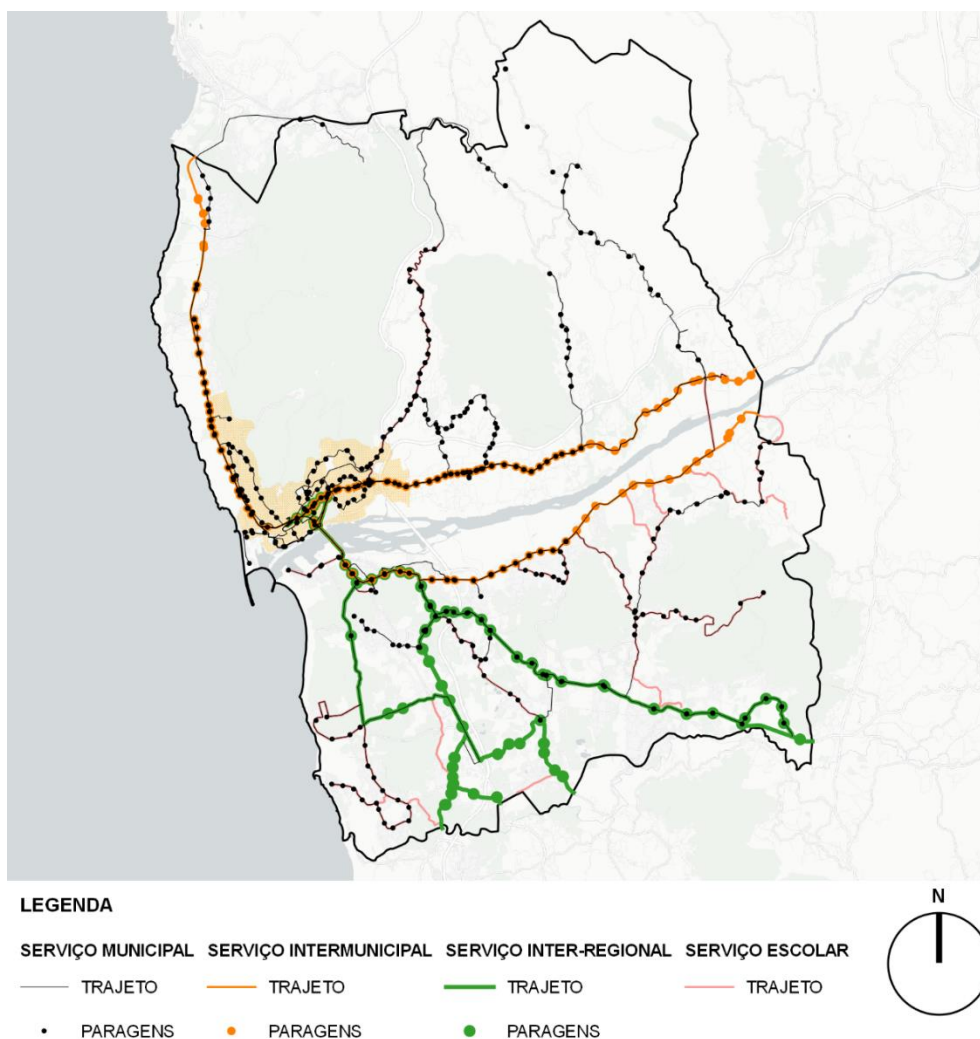 LEGENDA
N
SERVIÇO MUNICIPAL SERVIÇO INTERMUNICIPAL SERVIÇO INTER-REGIONAL SERVIÇO ESCOLAR
TRAJETO TRAJETO TRAJETO TRAJETO
PARAGENS PARAGENS PARAGENS